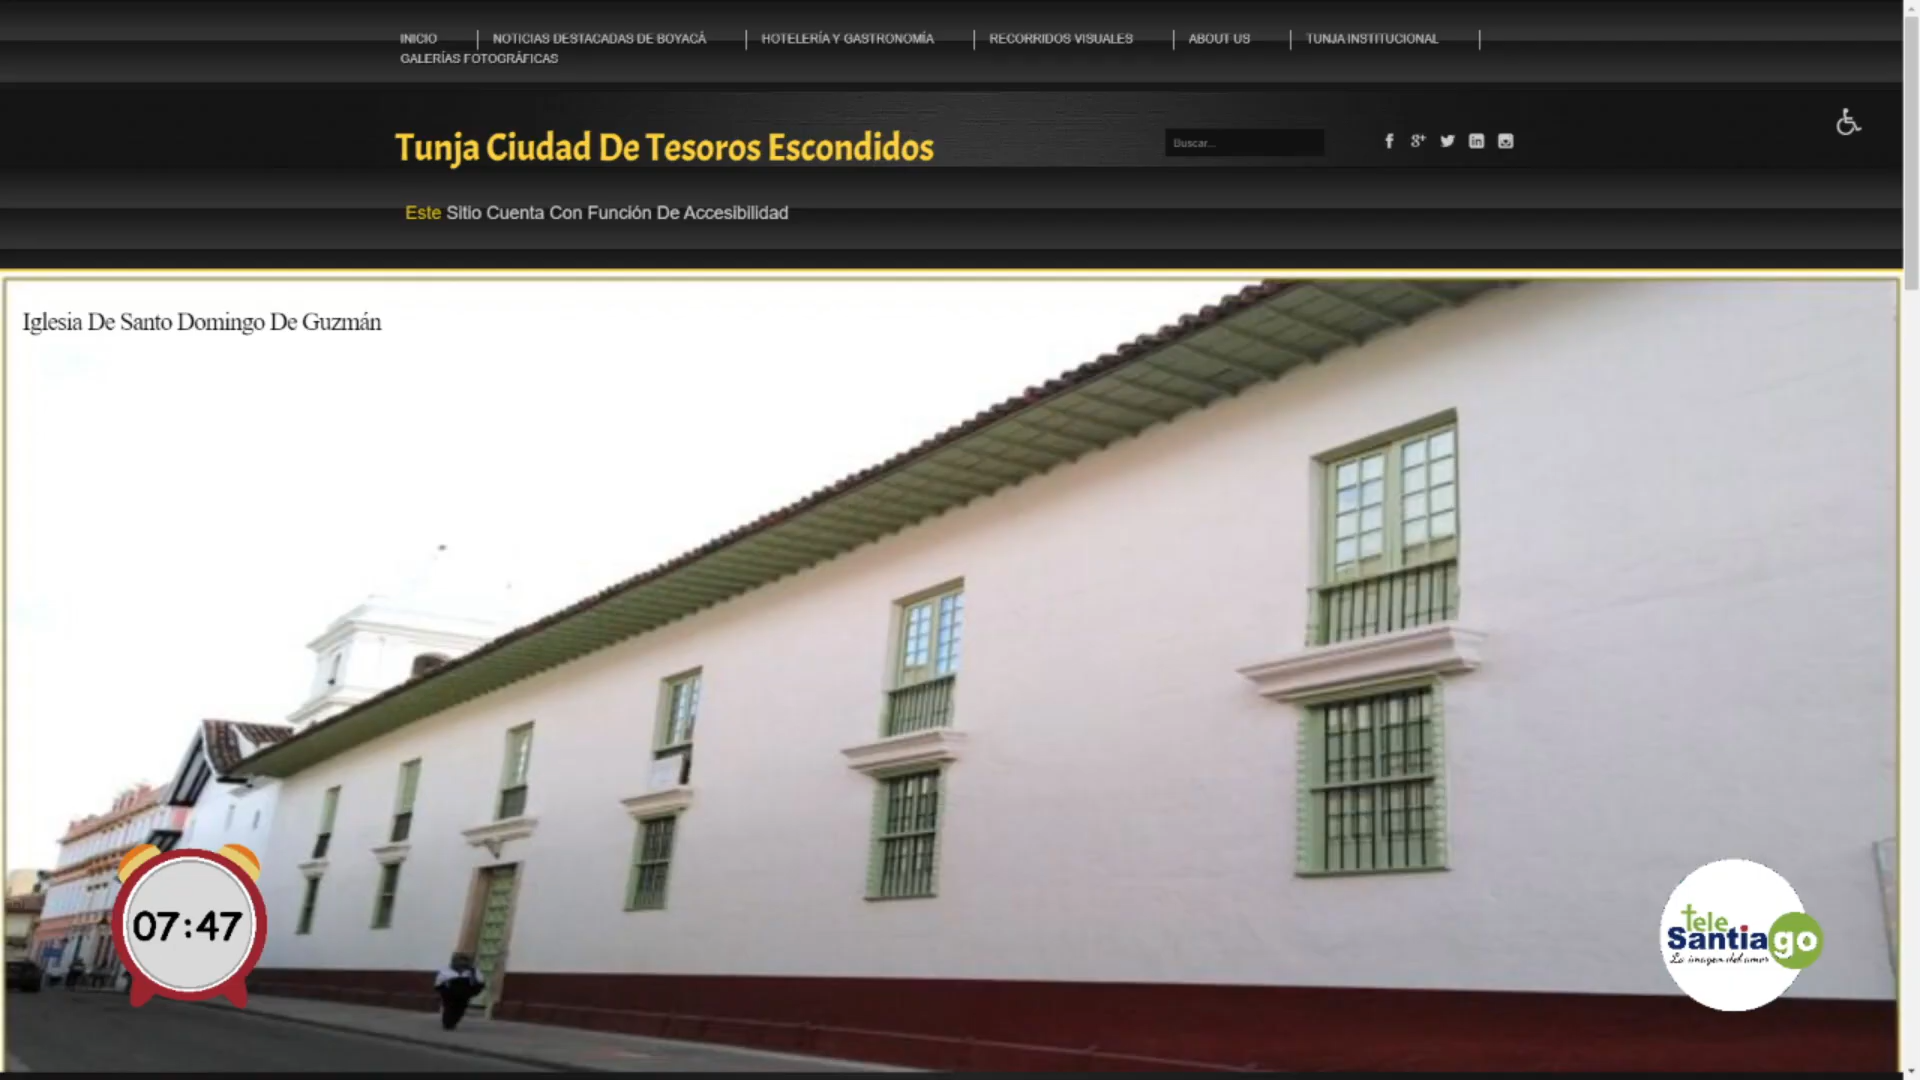 INICIO
NOTICIAS DESTACADAS DE BOYACÁ
HOTELERÍA Y GASTRONOMÍA
RECORRIDOS VISUALES
ABOUT US
TUNJA INSTITUCIONAL
GALERÍAS FOTOGRÁFICAS
Tunja Ciudad De Tesoros Escondidos
Buscar...
Este Sitio Cuenta Con Función De Accesibilidad
Iglesia De Santo Domingo De Guzmán
07:47
tele
Santiago
La imagen del amor